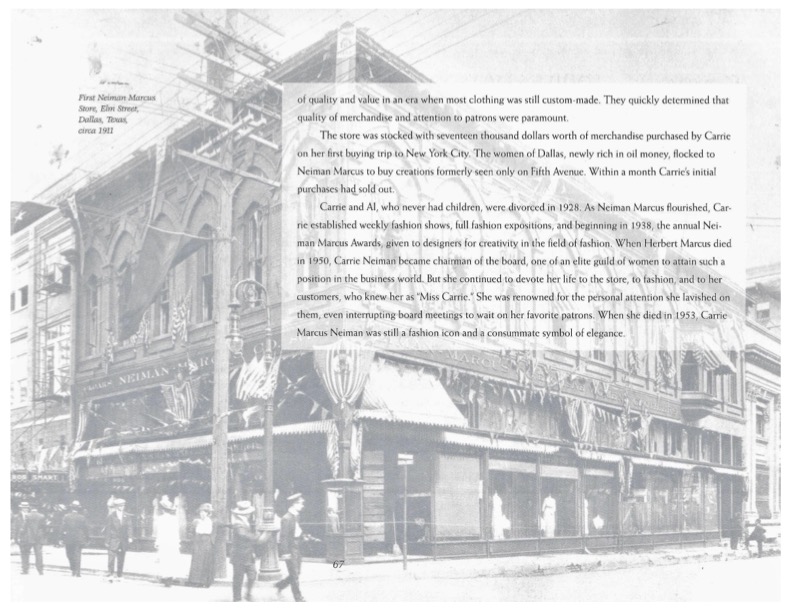 First Neiman Marcus
Store, Elm Street,
Dallas, Texas,
circa 1911
of quality and value in an era when most clothing was still custom-made. They quickly determined that
quality of merchandise and attention to patrons were paramount.
The store was stocked with seventeen thousand dollars worth of merchandise purchased by Carrie
on her first buying trip to New York City. The women of Dallas, newly rich in oil money, flocked to
Neiman Marcus to buy creations formerly seen only on Fifth Avenue. Within a month Carrie's initial
purchases had sold out.
Carrie and Al, who never had children, were divorced in 1928. As Neiman Marcus flourished, Car-
rie established weekly fashion shows, full fashion expositions, and beginning in 1938, the annual Nei-
man Marcus Awards, given to designers for creativity in the field of fashion. When Herbert Marcus died
in 1950, Carrie Neiman became chairman of the board, one of an elite guild of women to attain such a
position in the business world. But she continued to devote her life to the store, to fashion, and to her
customers, who knew her as "Miss Carrie." She was renowned for the personal attention she lavished on
them, even interrupting board meetings to wait on her favorite patrons. When she died in 1953, Carrie
Marcus Neiman was still a fashion icon and a consummate symbol of elegance.
NEIMAN
SMART
67